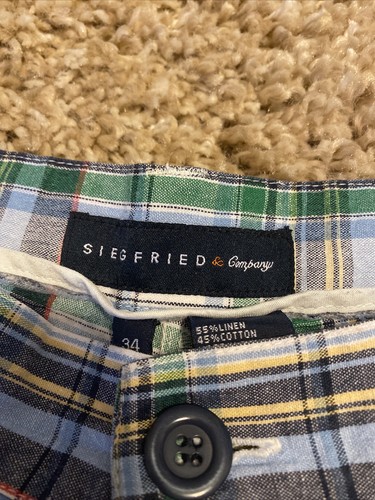 SIEGFRIED & Company
34
55% LINEN
45% COTTON